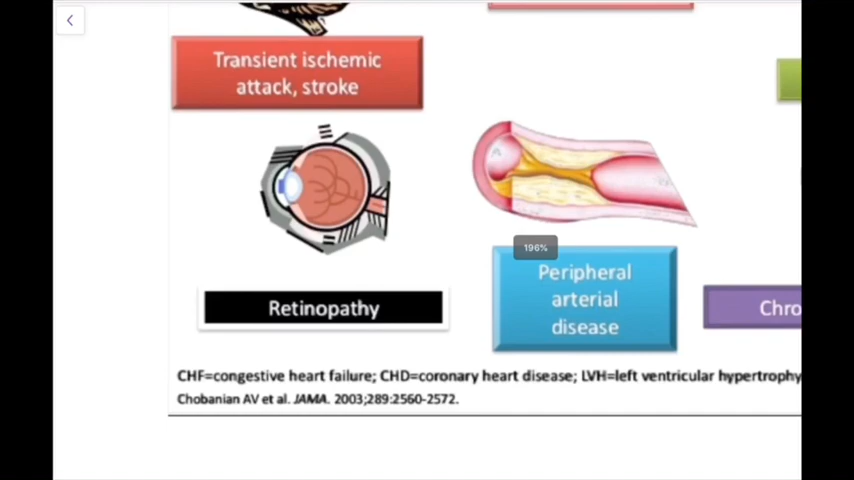 Transient ischemic
attack, stroke
196%
Peripheral
arterial
disease
Retinopathy
Chro
CHF=congestive heart failure; CHD=coronary heart disease; LVH=left ventricular hypertrophy
Chobanian AV et al. JAMA. 2003;289:2560-2572.